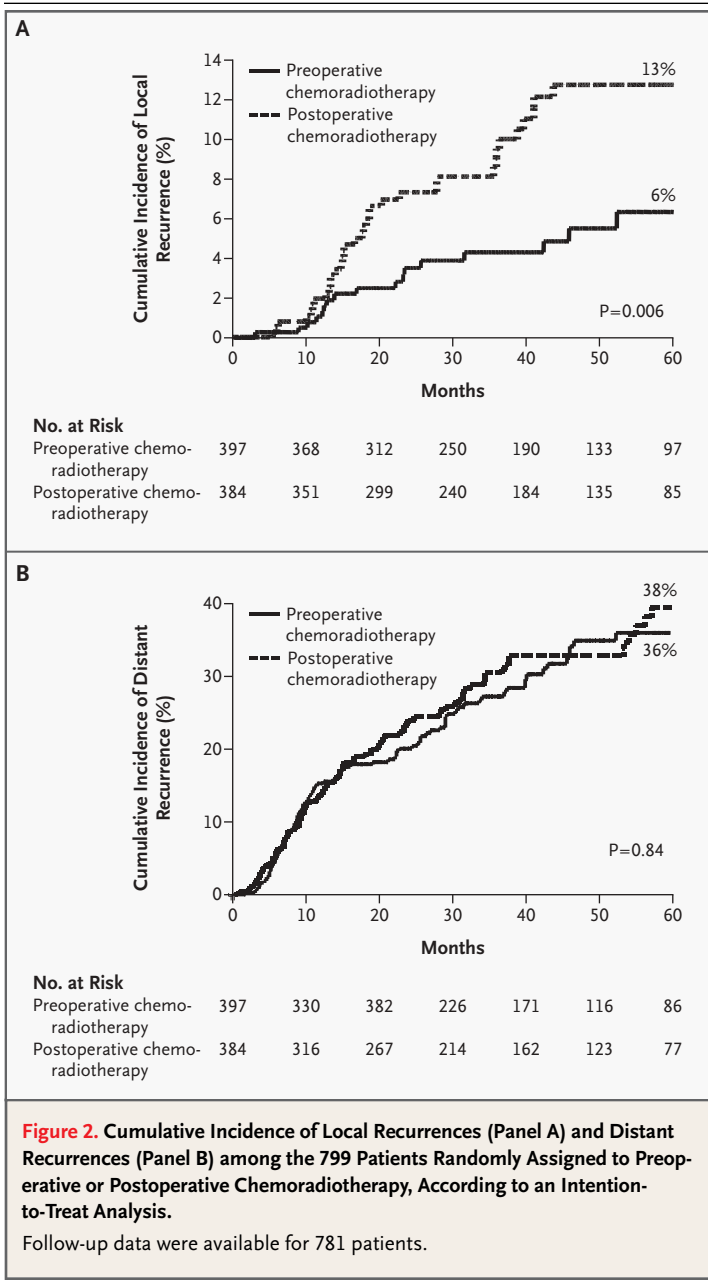 A
Cumulative Incidence of Local
Recurrence (%)
14
12
10
8
6
4
2
0
Preoperative
chemoradiotherapy
Postoperative
chemoradiotherapy
13%
6%
P=0.006
0 10 20 30 40 50 60
Months
No. at Risk
Preoperative chemo-
radiotherapy
397 368 312 250 190 133 97
Postoperative chemo-
radiotherapy
384 351 299 240 184 135 85
B
Cumulative Incidence of Distant
Recurrence (%)
40
30
20
10
0
Preoperative
chemoradiotherapy
Postoperative
chemoradiotherapy
38%
36%
P=0.84
0 10 20 30 40 50 60
Months
No. at Risk
Preoperative chemo-
radiotherapy
397 330 382 226 171 116 86
Postoperative chemo-
radiotherapy
384 316 267 214 162 123 77
Figure 2. Cumulative Incidence of Local Recurrences (Panel A) and Distant
Recurrences (Panel B) among the 799 Patients Randomly Assigned to Preop-
erative or Postoperative Chemoradiotherapy, According to an Intention-
to-Treat Analysis.
Follow-up data were available for 781 patients.